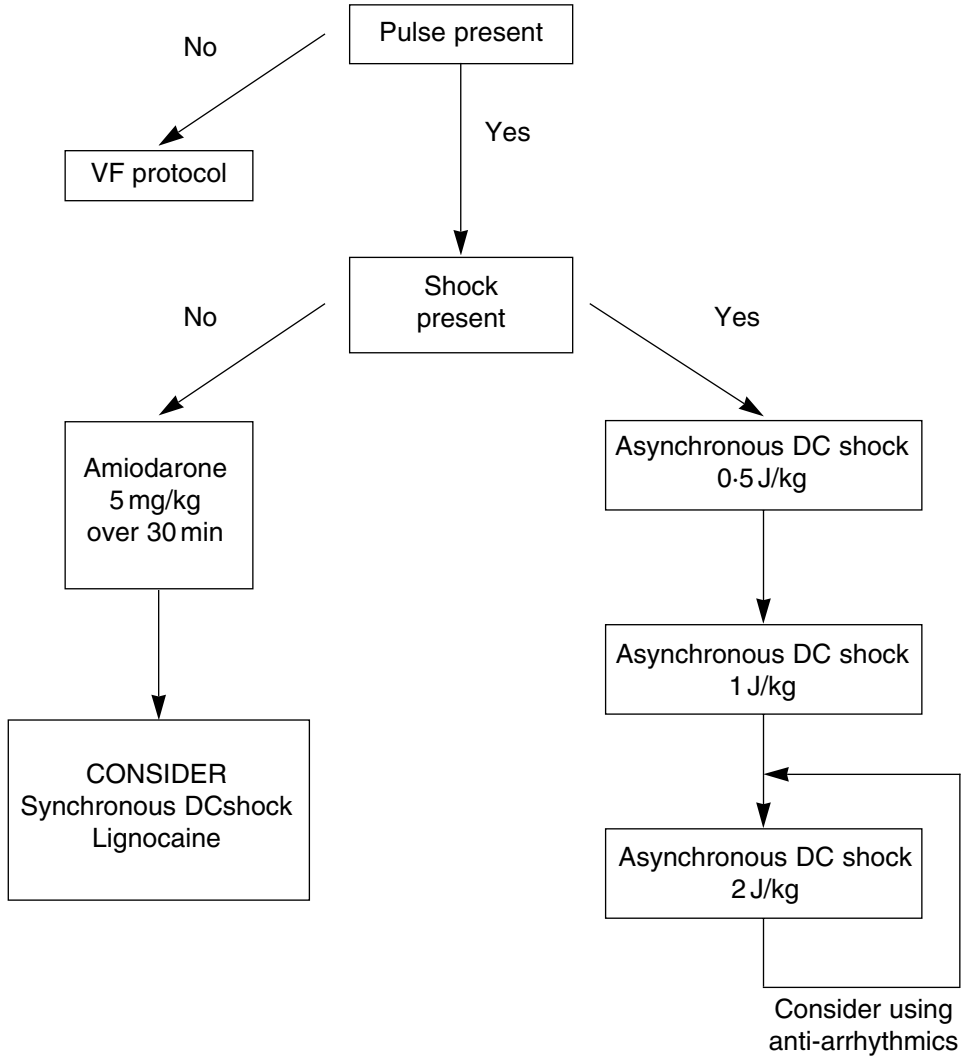 Pulse present
No
Yes
VF protocol
Shock
present
No
Yes
Amiodarone
5 mg/kg
over 30 min
Asynchronous DC shock
0·5 J/kg
Asynchronous DC shock
1 J/kg
CONSIDER
Synchronous DCshock
Lignocaine
Asynchronous DC shock
2 J/kg
Consider using
anti-arrhythmics